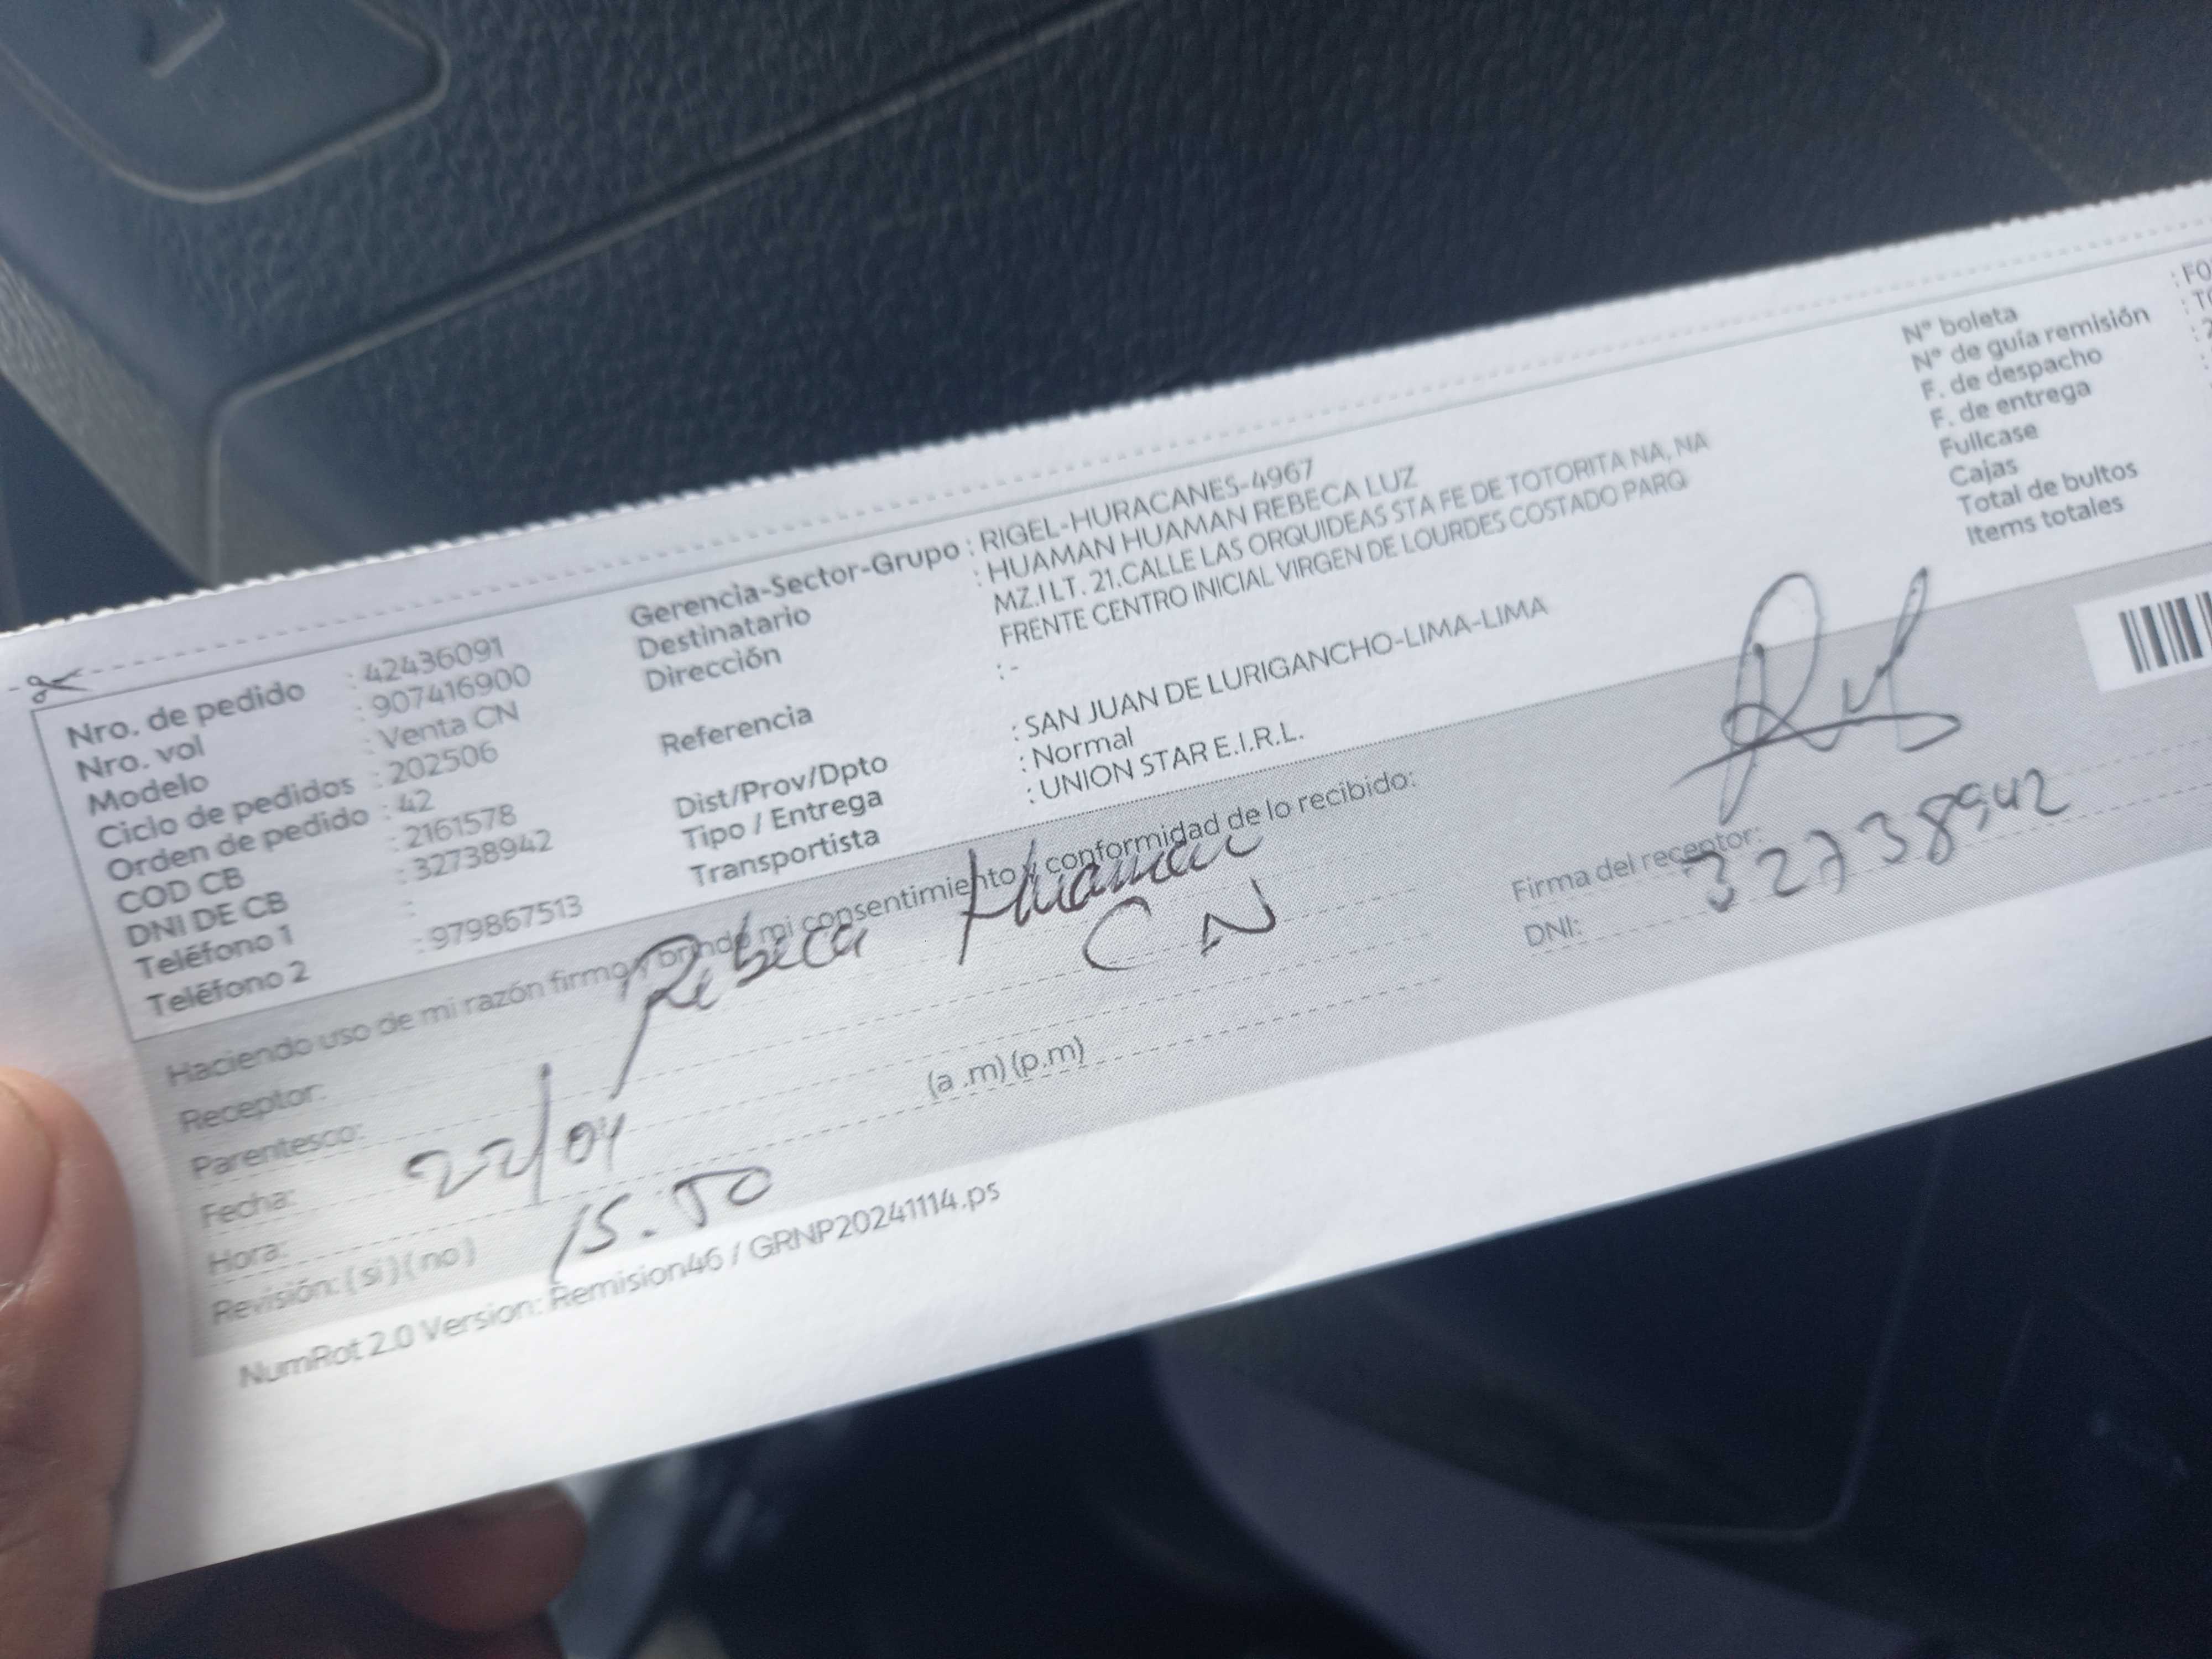 Nro. de pedido : 42436091
Nro. vol : 907416900
Modelo : Venta CN
Ciclo de pedidos : 202506
Orden de pedido : 42
COD CB : 2161578
DNI DE CB : 32738942
Teléfono 1 :
Teléfono 2 : 979867513
Gerencia-Sector-Grupo : RIGEL-HURACANES-4967
Destinatario : HUAMAN HUAMAN REBECA LUZ
Dirección MZ.I LT. 21.CALLE LAS ORQUIDEAS STA FE DE TOTORITA NA, NA
FRENTE CENTRO INICIAL VIRGEN DE LOURDES COSTADO PARQ
Referencia : -
Dist/Prov/Dpto : SAN JUAN DE LURIGANCHO-LIMA-LIMA
Tipo / Entrega : Normal
Transportista : UNION STAR E.I.R.L.
N° boleta : FO
N° de guía remisión
F. de despacho
F. de entrega
Fullcase
Cajas
Total de bultos
Items totales
Haciendo uso de mi razón firmo y brindo mi consentimiento y conformidad de lo recibido:
Receptor: Rebeca Huaman
Parentesco: CN
Fecha: 22/04
Hora: 15.50 (a .m) (p.m)
Revisión: (si) (no)
Firma del receptor:
DNI: 32738942
NumRot 2.0 Version: Remision46 / GRNP20241114.ps